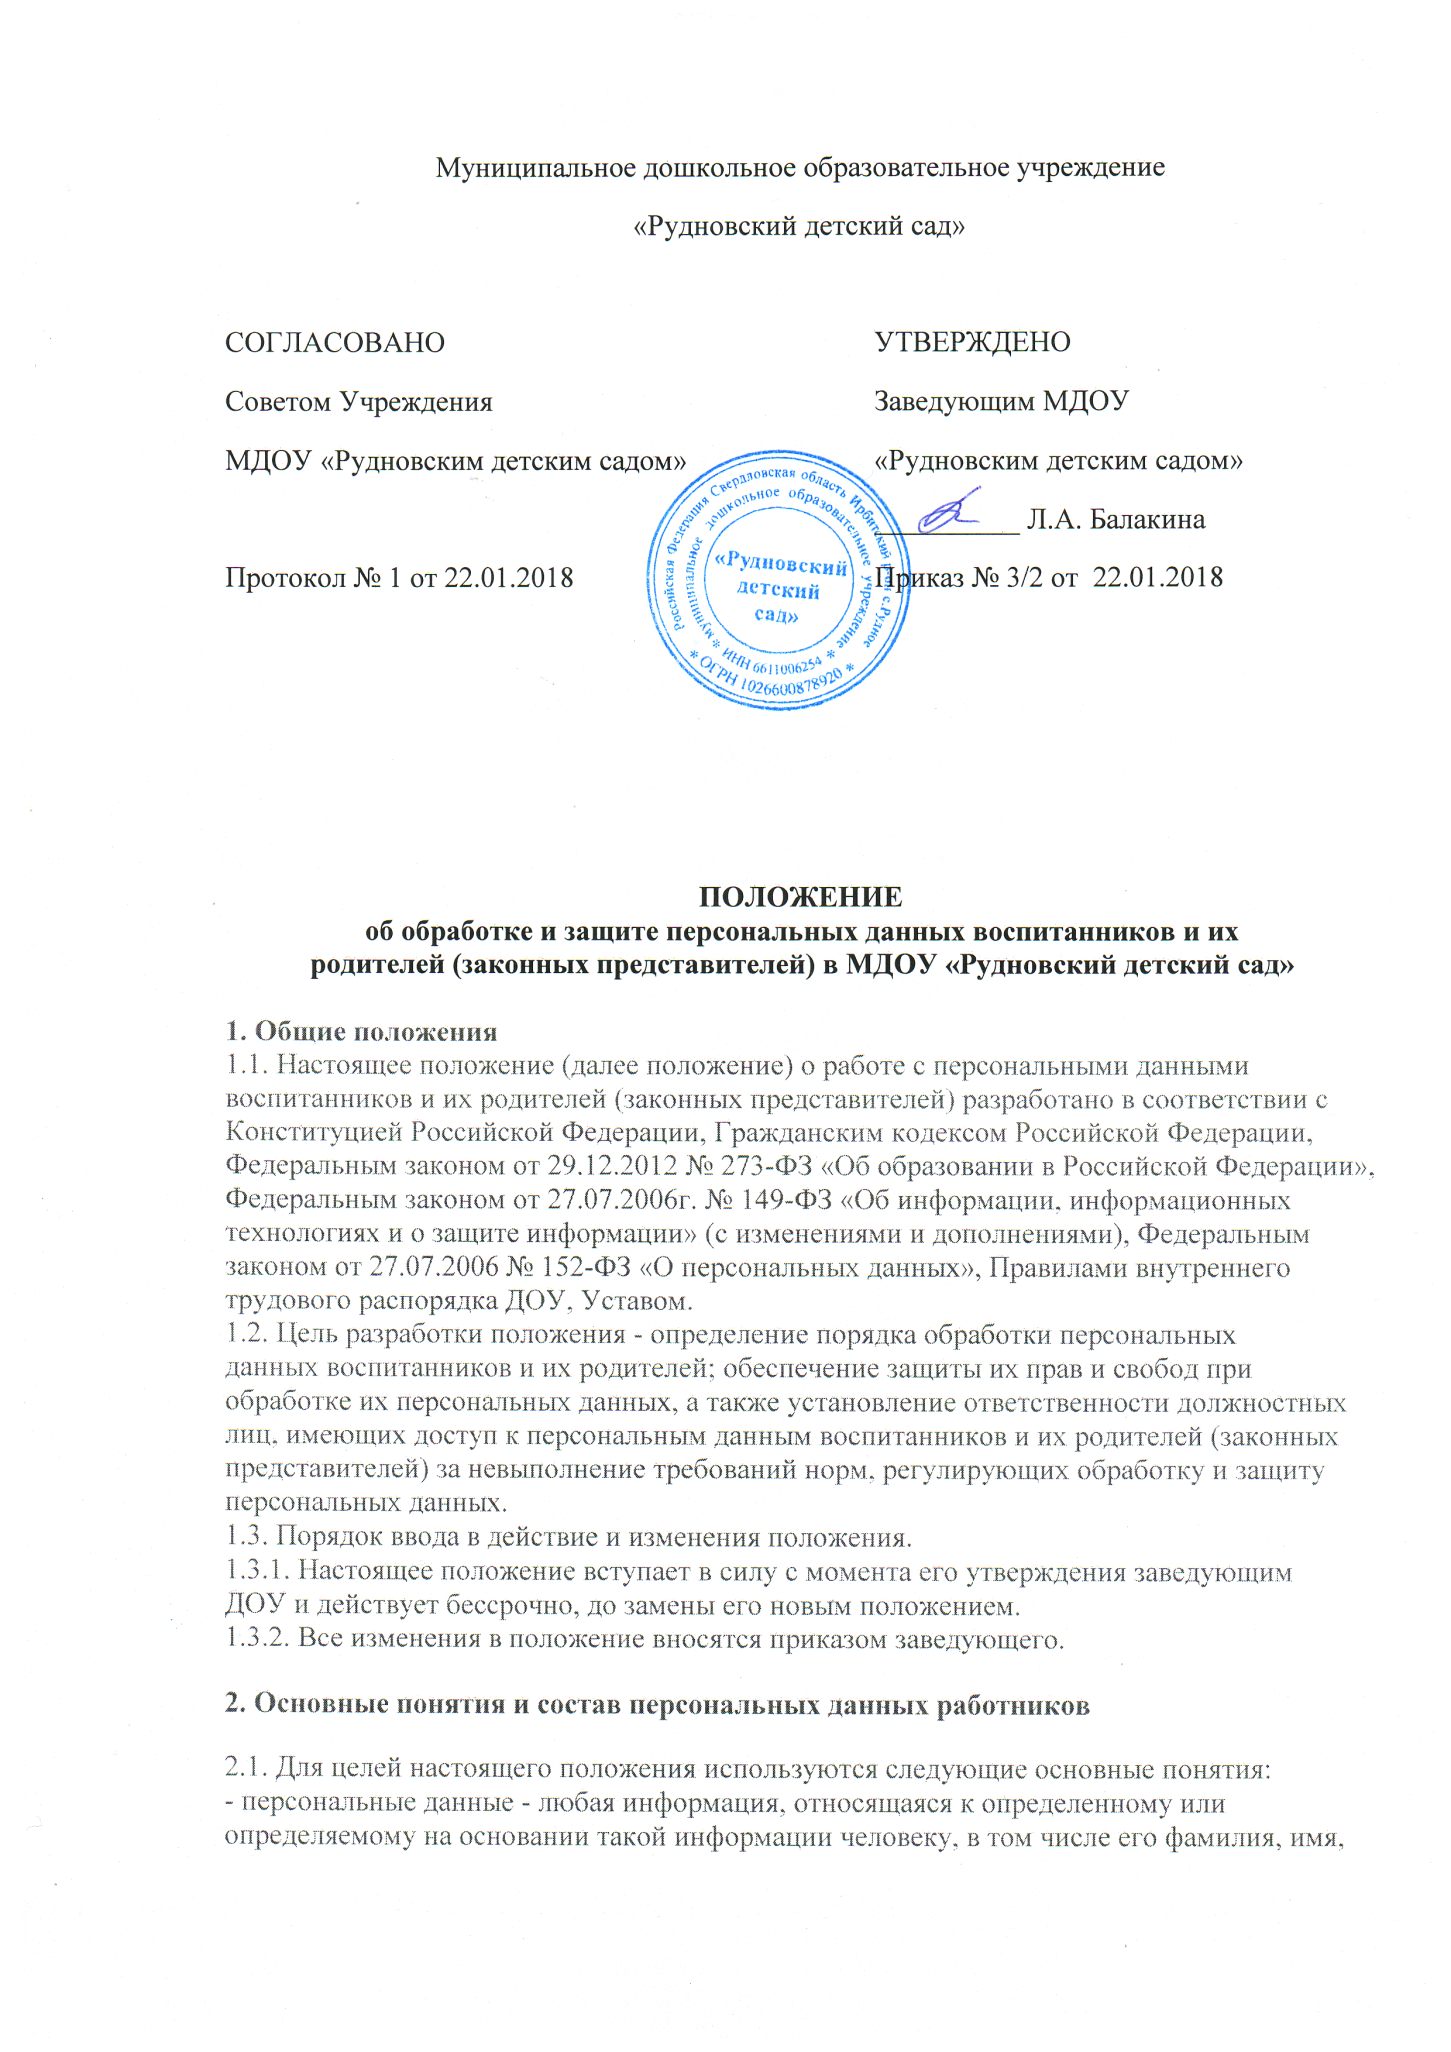 Муниципальное дошкольное образовательное учреждение
«Рудновский детский сад»
СОГЛАСОВАНО
УТВЕРЖДЕНО
Советом Учреждения
Заведующим МДОУ
МДОУ «Рудновским детским садом»
«Рудновским детским садом»
Л.А. Балакина
Протокол № 1 от 22.01.2018
Приказ № 3/2 от 22.01.2018
Российская Федерация Свердловская область Ирбитский р-он с.Рудное
* ОГРН 1026600878920 *
Муниципальное дошкольное образовательное учреждение
* ИНН 6611006254 *
«Рудновский
детский
сад»
ПОЛОЖЕНИЕ
об обработке и защите персональных данных воспитанников и их
родителей (законных представителей) в МДОУ «Рудновский детский сад»
1. Общие положения
1.1. Настоящее положение (далее положение) о работе с персональными данными
воспитанников и их родителей (законных представителей) разработано в соответствии с
Конституцией Российской Федерации, Гражданским кодексом Российской Федерации,
Федеральным законом от 29.12.2012 № 273-ФЗ «Об образовании в Российской Федерации»,
Федеральным законом от 27.07.2006г. № 149-ФЗ «Об информации, информационных
технологиях и о защите информации» (с изменениями и дополнениями), Федеральным
законом от 27.07.2006 № 152-ФЗ «О персональных данных», Правилами внутреннего
трудового распорядка ДОУ, Уставом.
1.2. Цель разработки положения - определение порядка обработки персональных
данных воспитанников и их родителей; обеспечение защиты их прав и свобод при
обработке их персональных данных, а также установление ответственности должностных
лиц, имеющих доступ к персональным данным воспитанников и их родителей (законных
представителей) за невыполнение требований норм, регулирующих обработку и защиту
персональных данных.
1.3. Порядок ввода в действие и изменения положения.
1.3.1. Настоящее положение вступает в силу с момента его утверждения заведующим
ДОУ и действует бессрочно, до замены его новым положением.
1.3.2. Все изменения в положение вносятся приказом заведующего.
2. Основные понятия и состав персональных данных работников
2.1. Для целей настоящего положения используются следующие основные понятия:
- персональные данные - любая информация, относящаяся к определенному или
определяемому на основании такой информации человеку, в том числе его фамилия, имя,